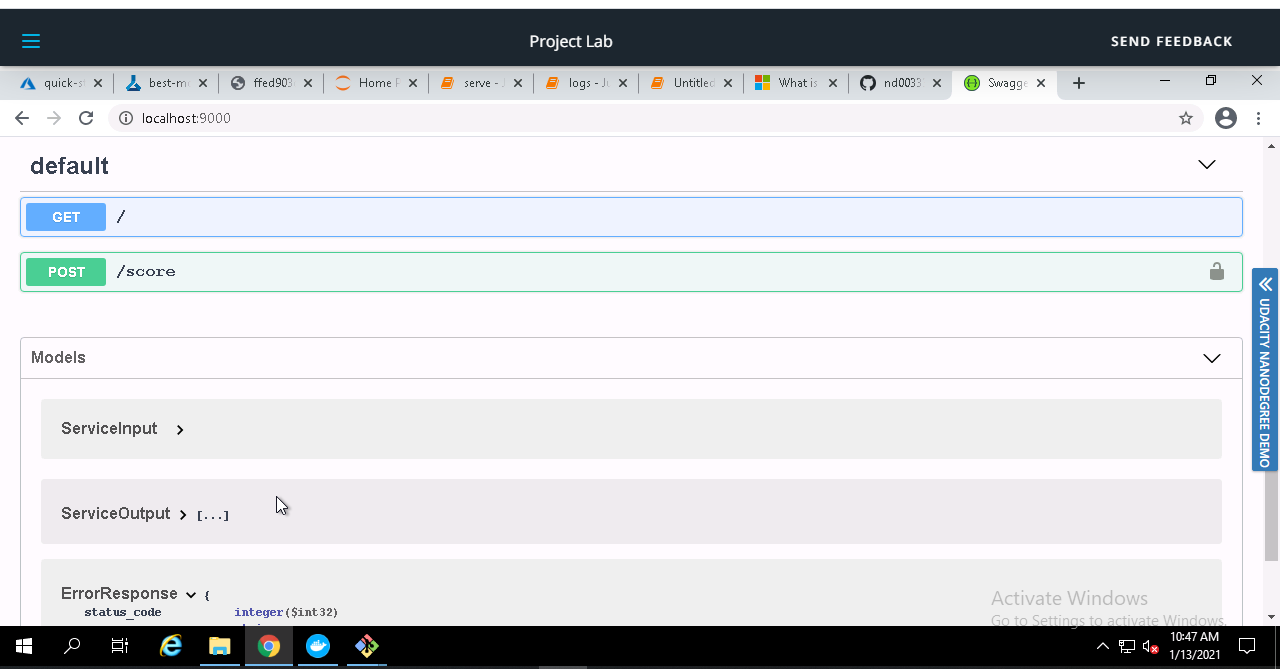 Project Lab
SEND FEEDBACK
quick-s
best-m
ffed903
Home
serve -
logs - Ju
Untitled
What is
nd0033
Swagge
localhost:9000
default
GET /
POST /score
UDACITY NANODEGREE DEMO
Models
ServiceInput
ServiceOutput [...]
ErrorResponse {
status_code integer($int32)
Activate Windows
Go to Settings to activate Windows.
10:47 AM
1/13/2021